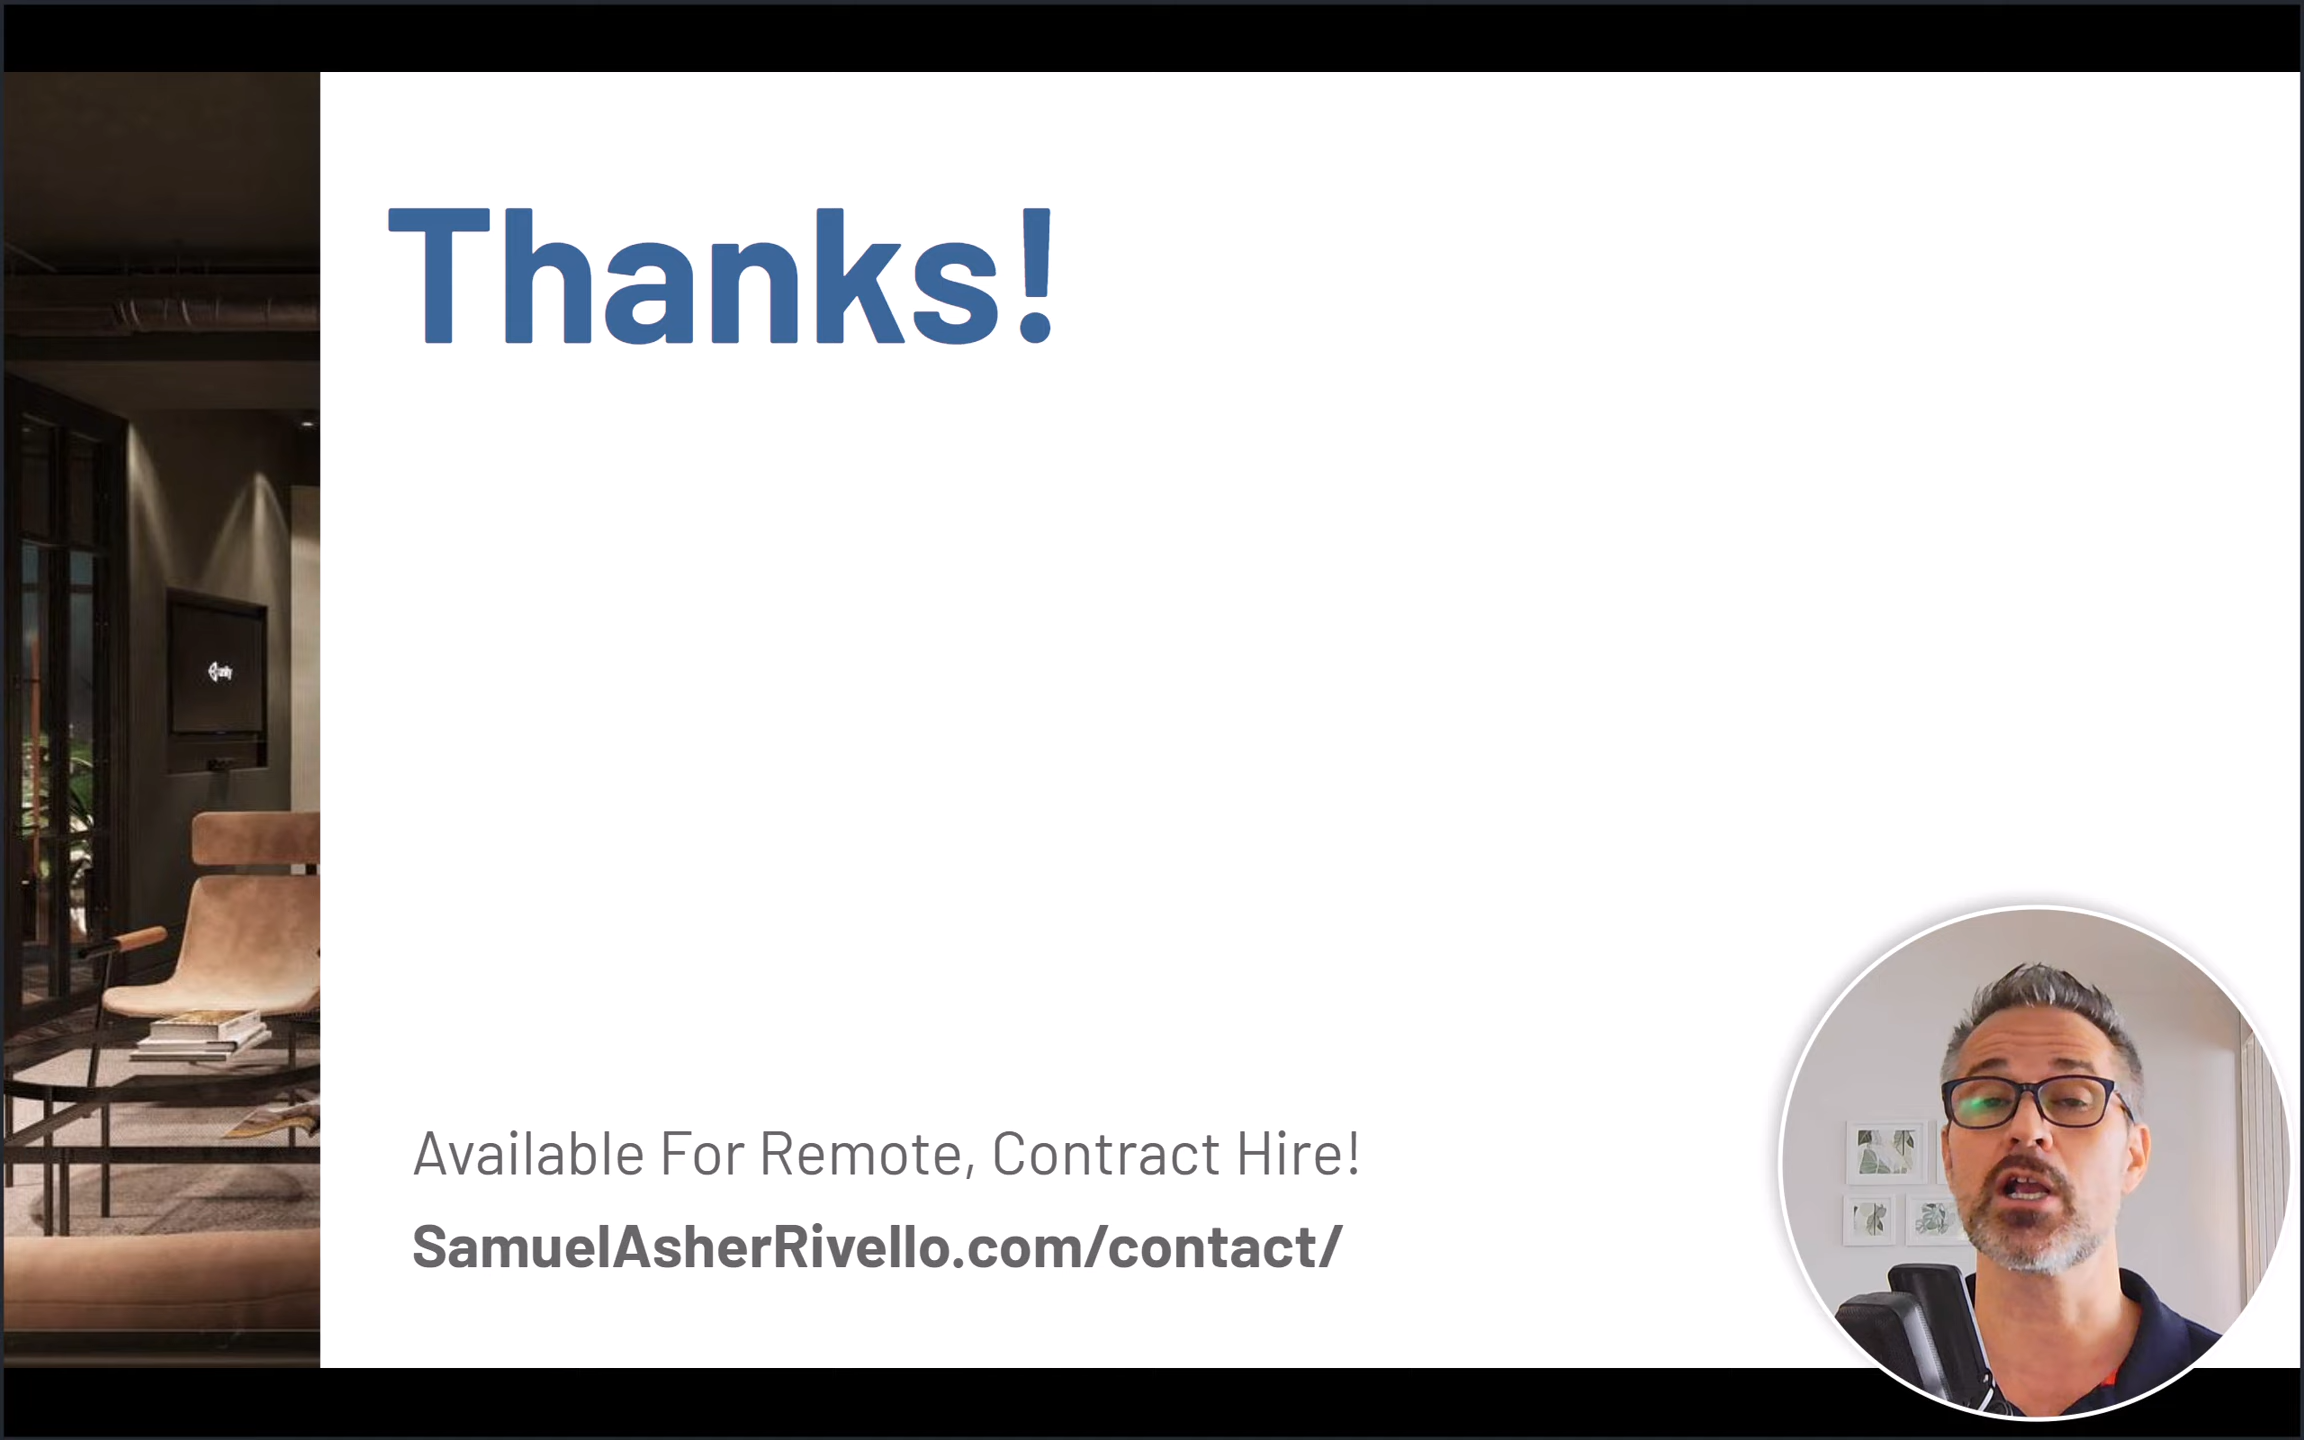 Thanks!
Available For Remote, Contract Hire!
SamuelAsherRivello.com/contact/